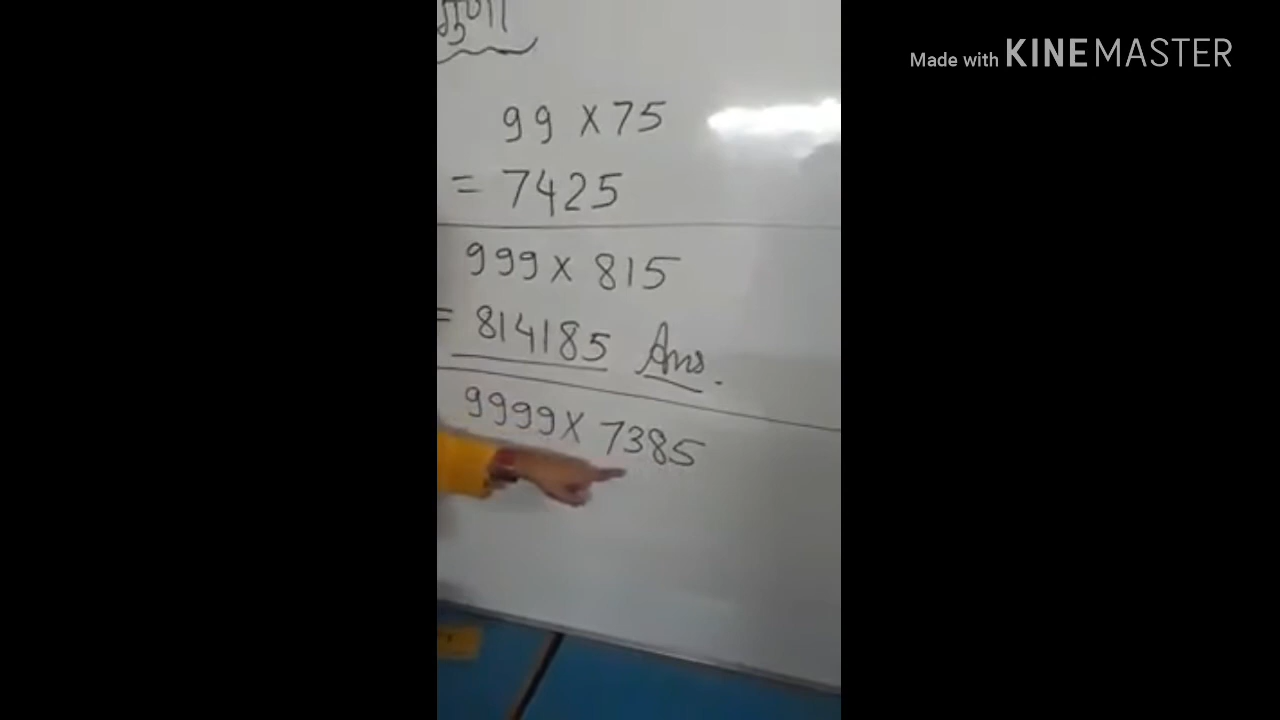 Made with KINEMASTER
गुणा
99 X 75
= 7425
999 X 815
= 814185 Ans.
9999 X 7385